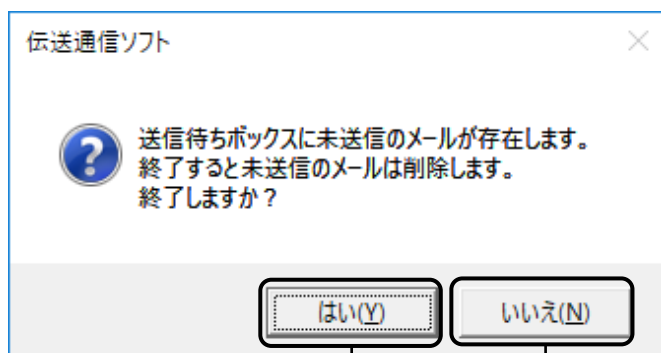 伝送通信ソフト
送信待ちボックスに未送信のメールが存在します。
終了すると未送信のメールは削除します。
終了しますか？
はい(Y)
いいえ(N)